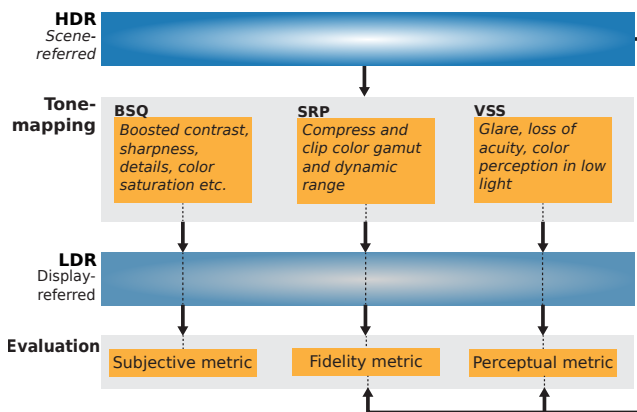 HDR
Scene-
referred
Tone-
mapping
BSQ
Boosted contrast,
sharpness,
details, color
saturation etc.
SRP
Compress and
clip color gamut
and dynamic
range
VSS
Glare, loss of
acuity, color
perception in low
light
LDR
Display-
referred
Evaluation
Subjective metric
Fidelity metric
Perceptual metric